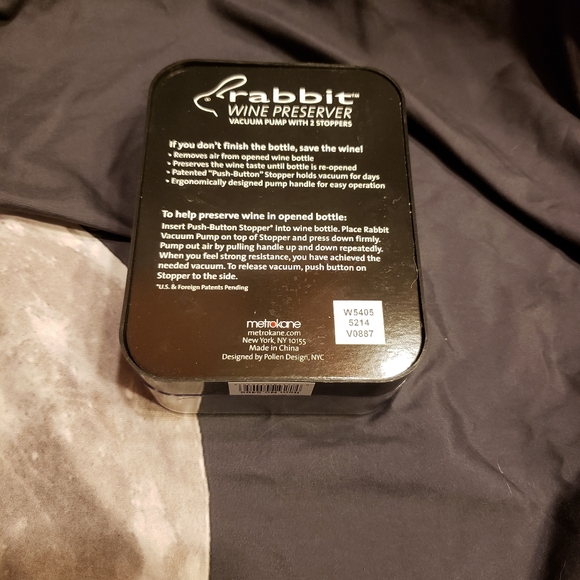 rabbit™
WINE PRESERVER
VACUUM PUMP WITH 2 STOPPERS
If you don't finish the bottle, save the wine!
Removes air from opened wine bottle
Preserves the wine taste until bottle is re-opened
Patented "Push-Button" Stopper holds vacuum for days
Ergonomically designed pump handle for easy operation
To help preserve wine in opened bottle:
Insert Push-Button Stopper* into wine bottle. Place Rabbit
Vacuum Pump on top of Stopper and press down firmly.
Pump out air by pulling handle up and down repeatedly.
When you feel strong resistance, you have achieved the
needed vacuum. To release vacuum, push button on
Stopper to the side.
*U.S. & Foreign Patents Pending
metrokane
metrokane.com
New York, NY 10155
Made in China
Designed by Pollen Design, NYC
W5405
5214
V0887